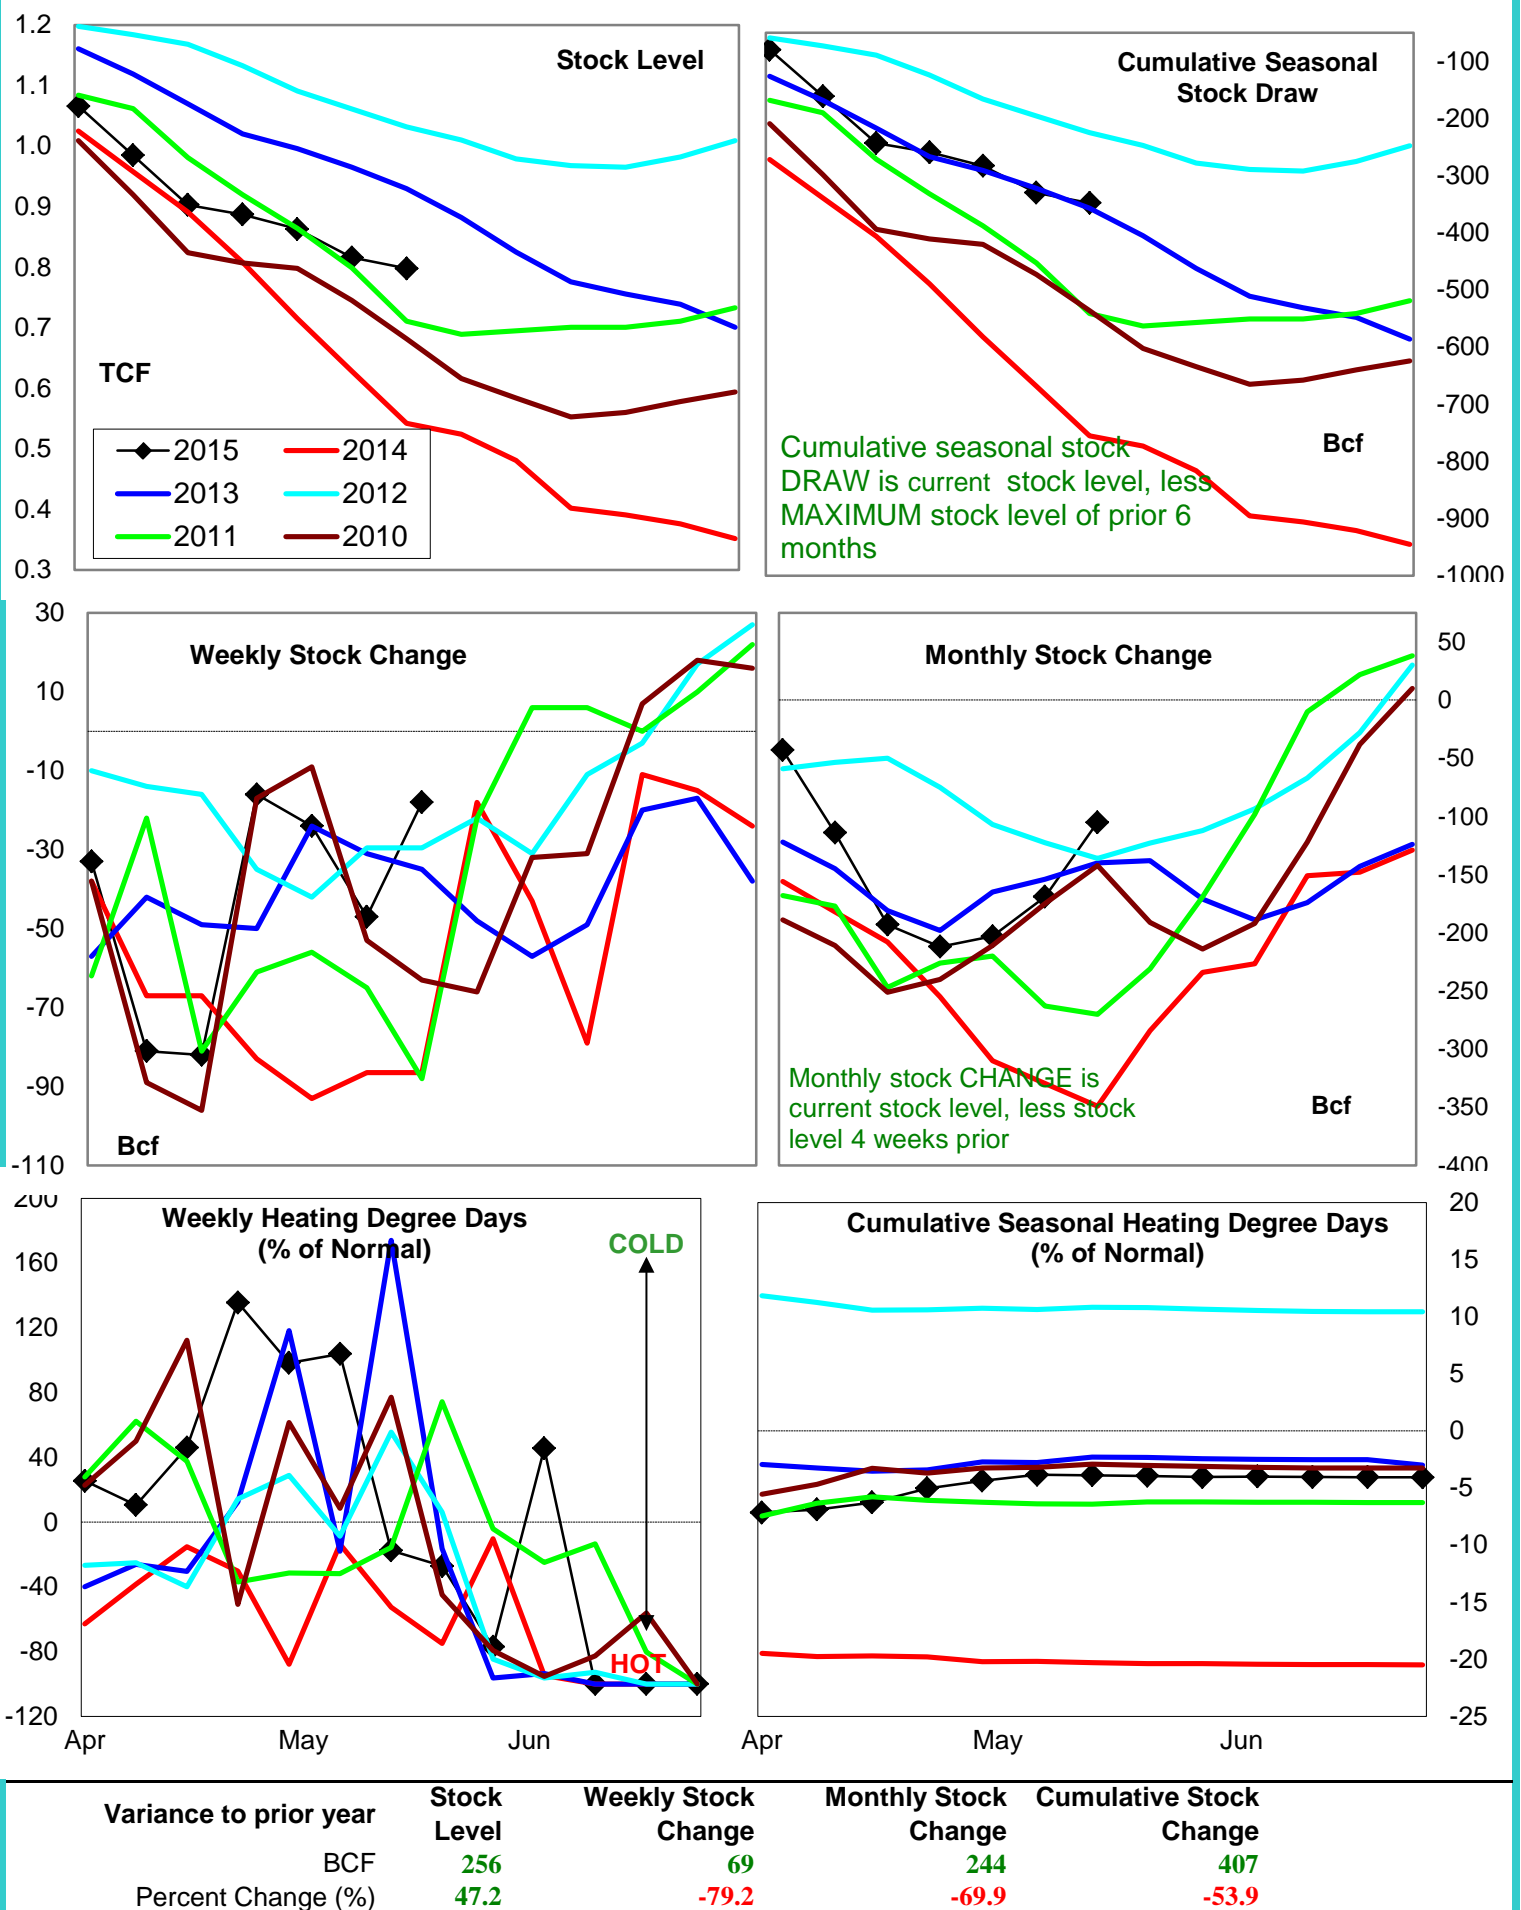 1.2
1.1
1.0
0.9
0.8
0.7
0.6
0.5
0.4
0.3
Stock Level
TCF
2015 2014
2013 2012
2011 2010
Cumulative Seasonal
Stock Draw
Cumulative seasonal stock
DRAW is current stock level, less
MAXIMUM stock level of prior 6
months
Bcf
-100
-200
-300
-400
-500
-600
-700
-800
-900
-1000
30
10
-10
-30
-50
-70
-90
-110
Weekly Stock Change
Bcf
Monthly Stock Change
Monthly stock CHANGE is
current stock level, less stock
level 4 weeks prior
Bcf
50
0
-50
-100
-150
-200
-250
-300
-350
-400
200
160
120
80
40
0
-40
-80
-120
Weekly Heating Degree Days
(% of Normal)
COLD
HOT
Apr May Jun
Cumulative Seasonal Heating Degree Days
(% of Normal)
20
15
10
5
0
-5
-10
-15
-20
-25
Apr May Jun
Variance to prior year Stock Level Weekly Stock Change Monthly Stock Change Cumulative Stock Change
BCF 256 69 244 407
Percent Change (%) 47.2 -79.2 -69.9 -53.9